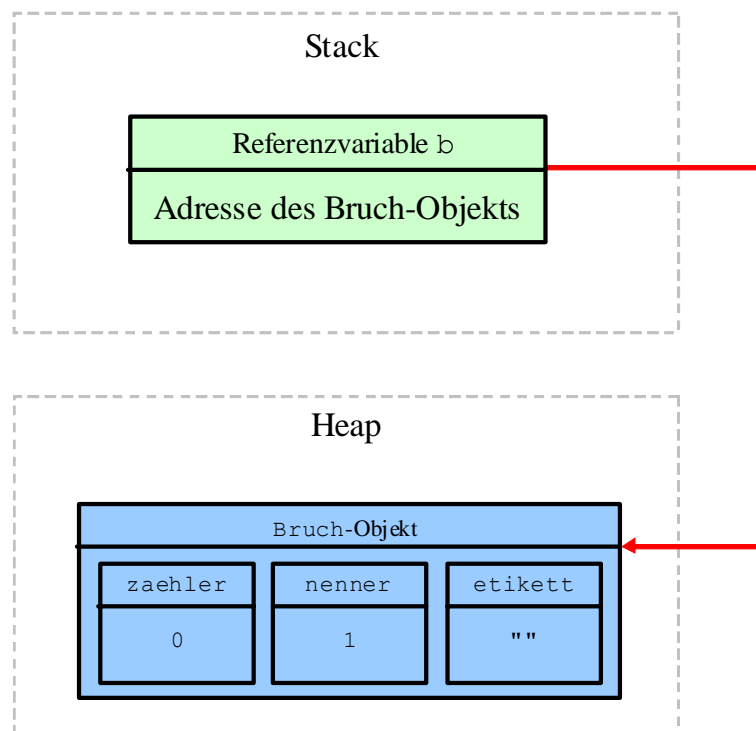 Stack
Referenzvariable b
Adresse des Bruch-Objekts
Heap
Bruch-Objekt
zaehler nenner etikett
0 1 ""